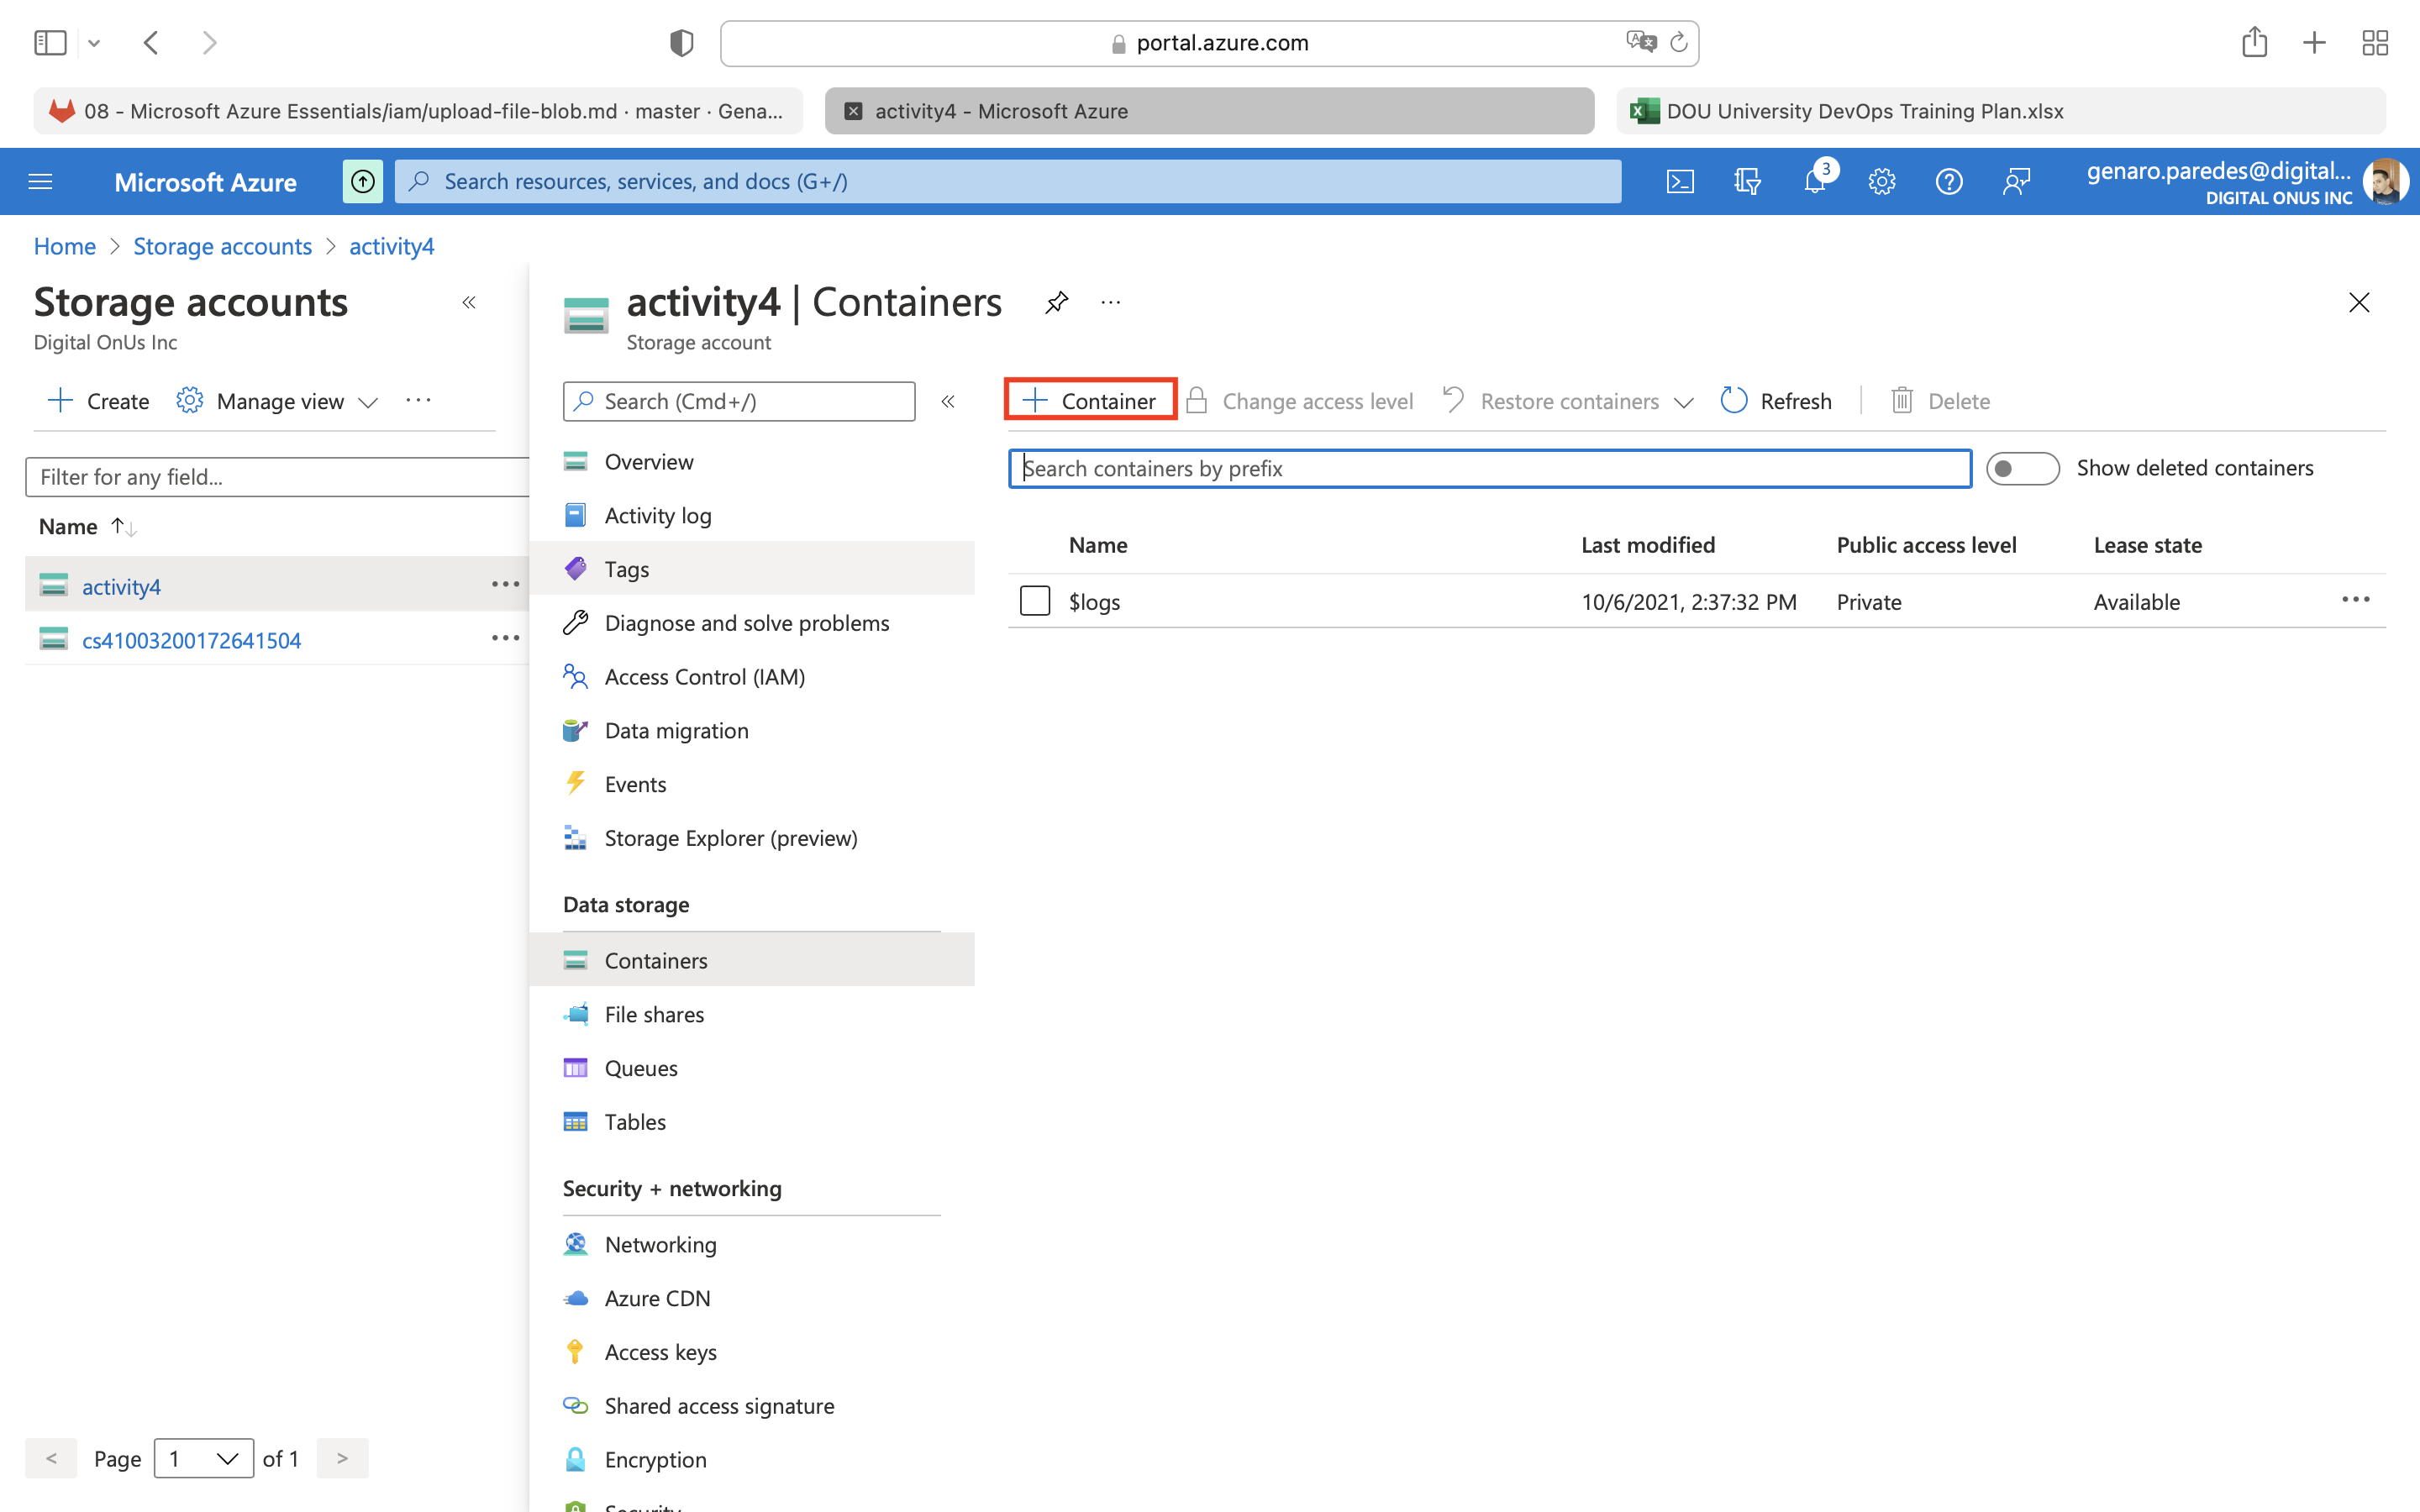 portal.azure.com
08 - Microsoft Azure Essentials/iam/upload-file-blob.md · master · Gena...
activity4 - Microsoft Azure
DOU University DevOps Training Plan.xlsx
Microsoft Azure
Search resources, services, and docs (G+/)
3
genaro.paredes@digital...
DIGITAL ONUS INC
Home > Storage accounts > activity4
Storage accounts
Digital OnUs Inc
Create
Manage view
Filter for any field...
Name
activity4
cs41003200172641504
< Page 1 of 1 >
activity4 | Containers
Storage account
Search (Cmd+/)
Overview
Activity log
Tags
Diagnose and solve problems
Access Control (IAM)
Data migration
Events
Storage Explorer (preview)
Data storage
Containers
File shares
Queues
Tables
Security + networking
Networking
Azure CDN
Access keys
Shared access signature
Encryption
Security
Container
Change access level
Restore containers
Refresh
Delete
Search containers by prefix
Show deleted containers
Name Last modified Public access level Lease state
$logs 10/6/2021, 2:37:32 PM Private Available